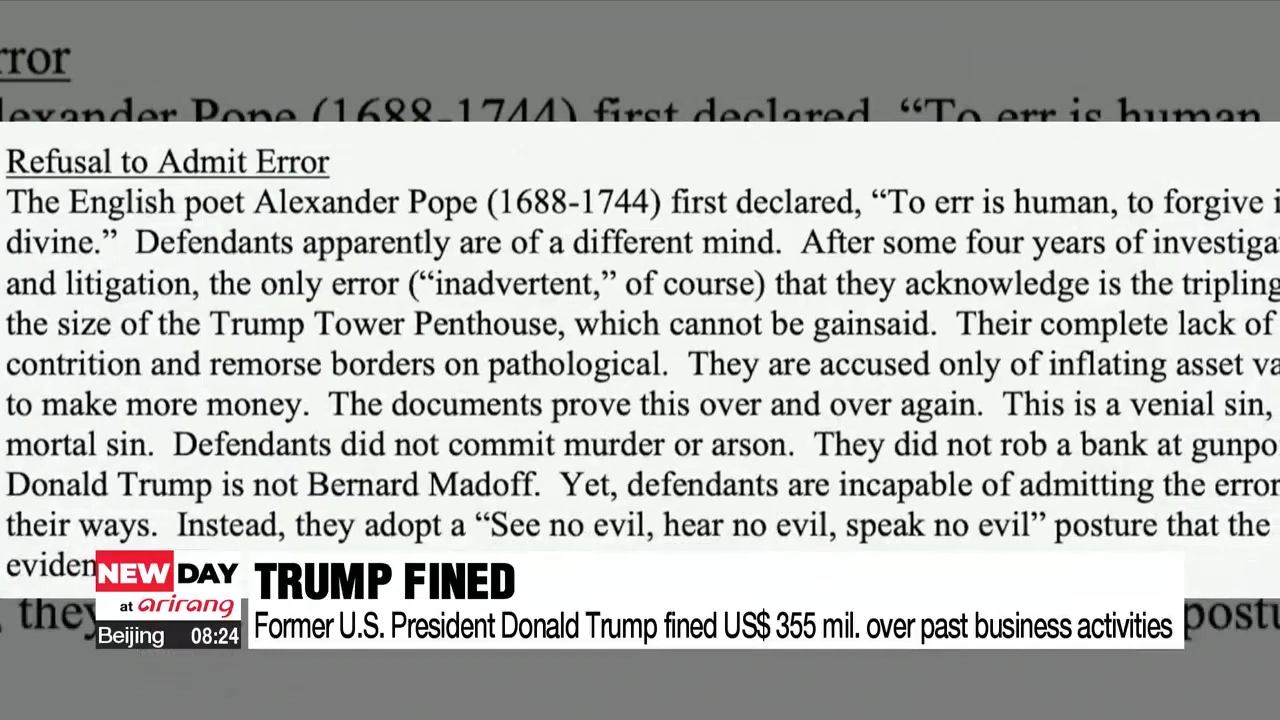 rror
lexander Pope (1688-1744) first declared, “To err is human,
Refusal to Admit Error
The English poet Alexander Pope (1688-1744) first declared, “To err is human, to forgive i
divine.” Defendants apparently are of a different mind. After some four years of investiga
and litigation, the only error (“inadvertent,” of course) that they acknowledge is the tripling
the size of the Trump Tower Penthouse, which cannot be gainsaid. Their complete lack of
contrition and remorse borders on pathological. They are accused only of inflating asset va
to make more money. The documents prove this over and over again. This is a venial sin,
mortal sin. Defendants did not commit murder or arson. They did not rob a bank at gunpo
Donald Trump is not Bernard Madoff. Yet, defendants are incapable of admitting the error
their ways. Instead, they adopt a “See no evil, hear no evil, speak no evil” posture that the
eviden
they
postu
NEW DAY
at arirang
Beijing 08:24
TRUMP FINED
Former U.S. President Donald Trump fined US$ 355 mil. over past business activities